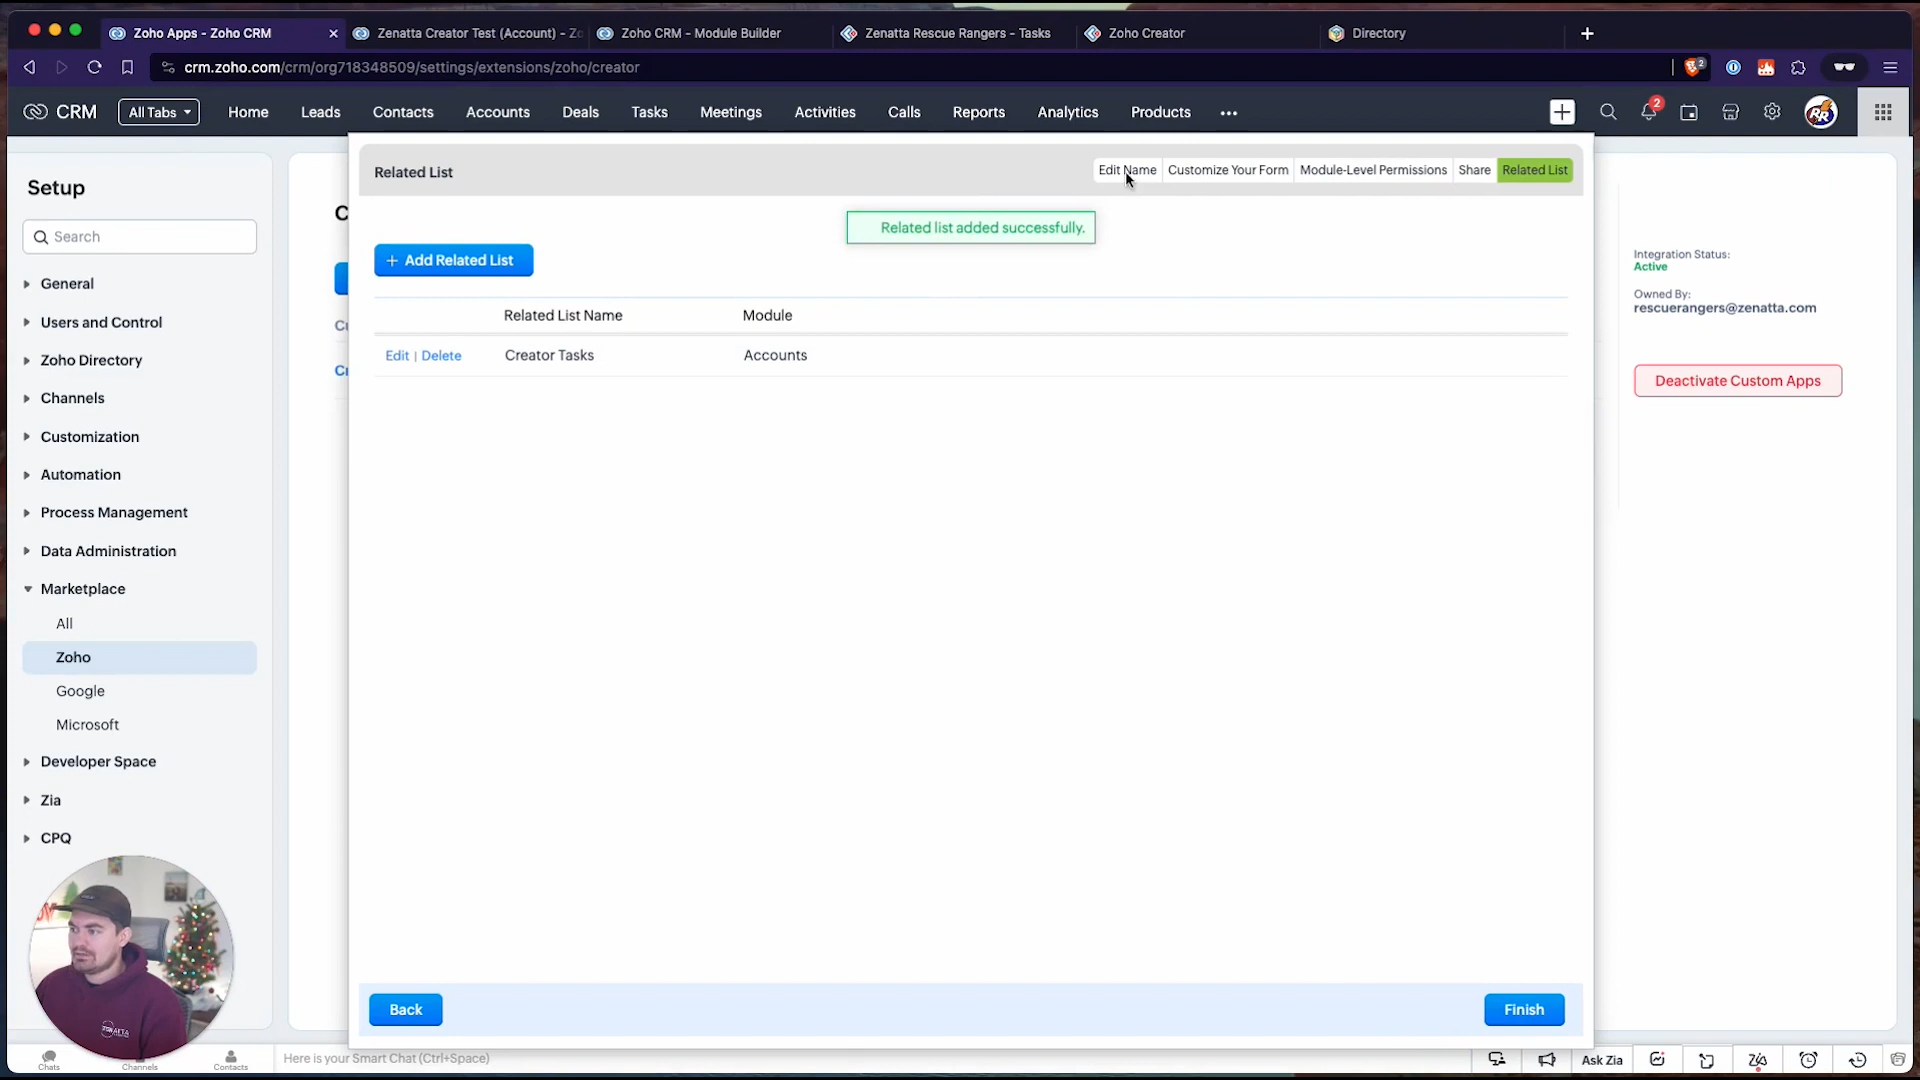 Zoho Apps - Zoho CRM
Zenatta Creator Test (Account) - Zo
Zoho CRM - Module Builder
Zenatta Rescue Rangers - Tasks
Zoho Creator
Directory
crm.zoho.com/crm/org718348509/settings/extensions/zoho/creator
2
CRM
All Tabs
Home
Leads
Contacts
Accounts
Deals
Tasks
Meetings
Activities
Calls
Reports
Analytics
Products
2
RR
Setup
Search
General
Users and Control
Zoho Directory
Channels
Customization
Automation
Process Management
Data Administration
Marketplace
All
Zoho
Google
Microsoft
Developer Space
Zia
CPQ
C
Cu
Cr
Related List
Edit Name
Customize Your Form
Module-Level Permissions
Share
Related List
Related list added successfully.
+ Add Related List
Related List Name
Module
Edit | Delete
Creator Tasks
Accounts
Back
Finish
Integration Status:
Active
Owned By:
rescuerangers@zenatta.com
Deactivate Custom Apps
Chats
Channels
Contacts
Here is your Smart Chat (Ctrl+Space)
Ask Zia